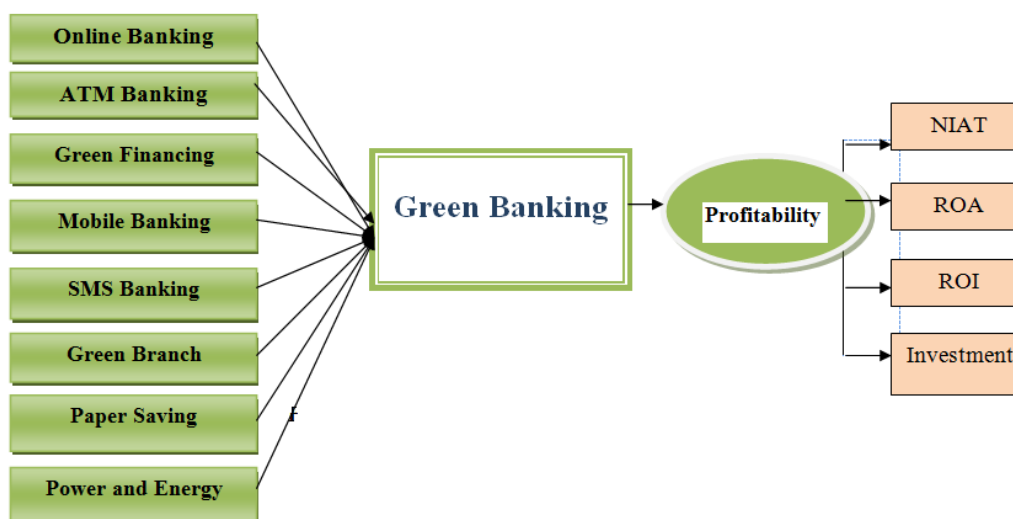 Online Banking
ATM Banking
Green Financing
Mobile Banking
SMS Banking
Green Branch
Paper Saving
Power and Energy
Green Banking
Profitability
NIAT
ROA
ROI
Investment